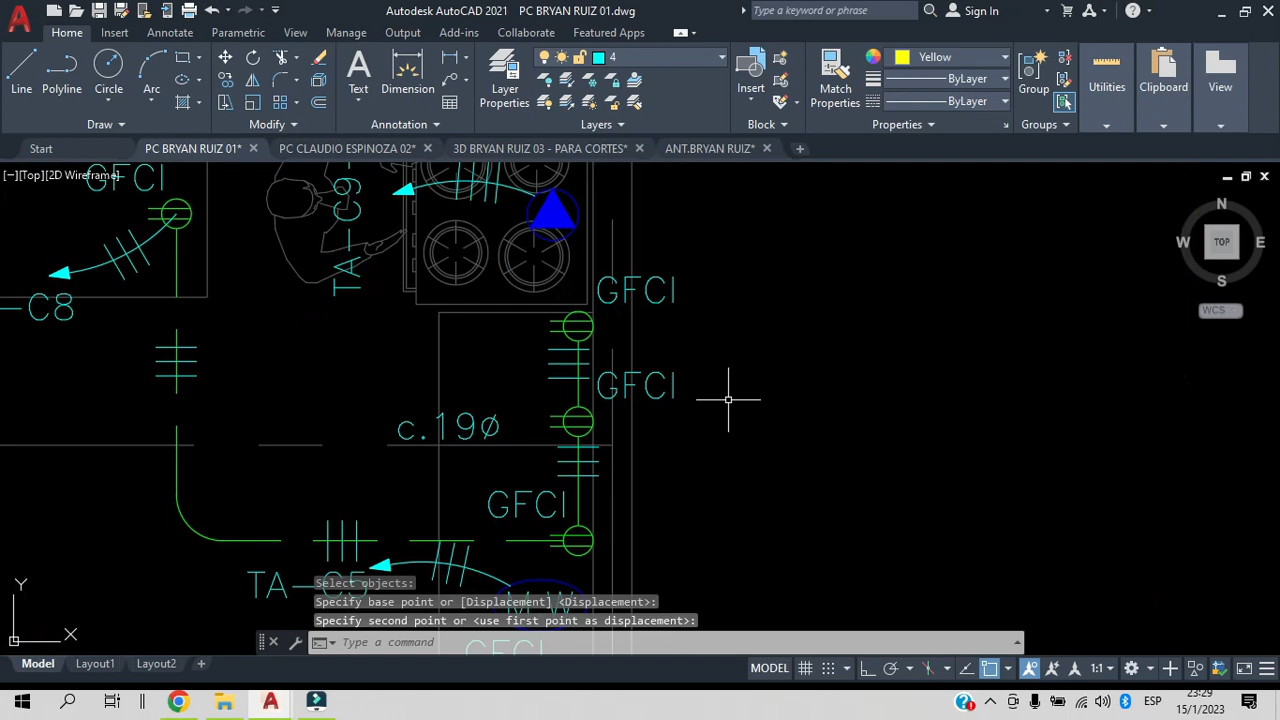 Autodesk AutoCAD 2021 PC BRYAN RUIZ 01.dwg
Type a keyword or phrase
Sign In
Home Insert Annotate Parametric View Manage Output Add-ins Collaborate Featured Apps
Line Polyline Circle Arc
Draw
Modify
Text Dimension
Annotation
Layer
Properties
4
Layers
Insert
Block
Match
Properties
Yellow
ByLayer
ByLayer
Properties
Group
Groups
Utilities
Clipboard
View
Start
PC BRYAN RUIZ 01*
PC CLAUDIO ESPINOZA 02*
3D BRYAN RUIZ 03 - PARA CORTES*
ANT.BRYAN RUIZ*
[−][Top][2D Wireframe]
GFCI
TA-C9
-C8
GFCI
GFCI
c.19ø
GFCI
TA-C5
M.W
GFCI
N
W TOP E
S
WCS
Y
X
Select objects:
Specify base point or [Displacement] <Displacement>:
Specify second point or <use first point as displacement>:
Type a command
Model Layout1 Layout2
MODEL
1:1
ESP
23:29
15/1/2023